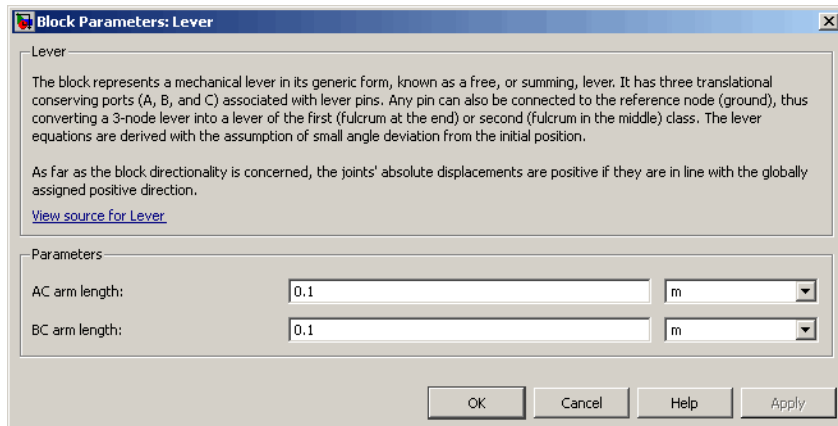 Block Parameters: Lever
Lever
The block represents a mechanical lever in its generic form, known as a free, or summing, lever. It has three translational
conserving ports (A, B, and C) associated with lever pins. Any pin can also be connected to the reference node (ground), thus
converting a 3-node lever into a lever of the first (fulcrum at the end) or second (fulcrum in the middle) class. The lever
equations are derived with the assumption of small angle deviation from the initial position.
As far as the block directionality is concerned, the joints' absolute displacements are positive if they are in line with the globally
assigned positive direction.
View source for Lever
Parameters
AC arm length: 0.1 m
BC arm length: 0.1 m
OK Cancel Help Apply